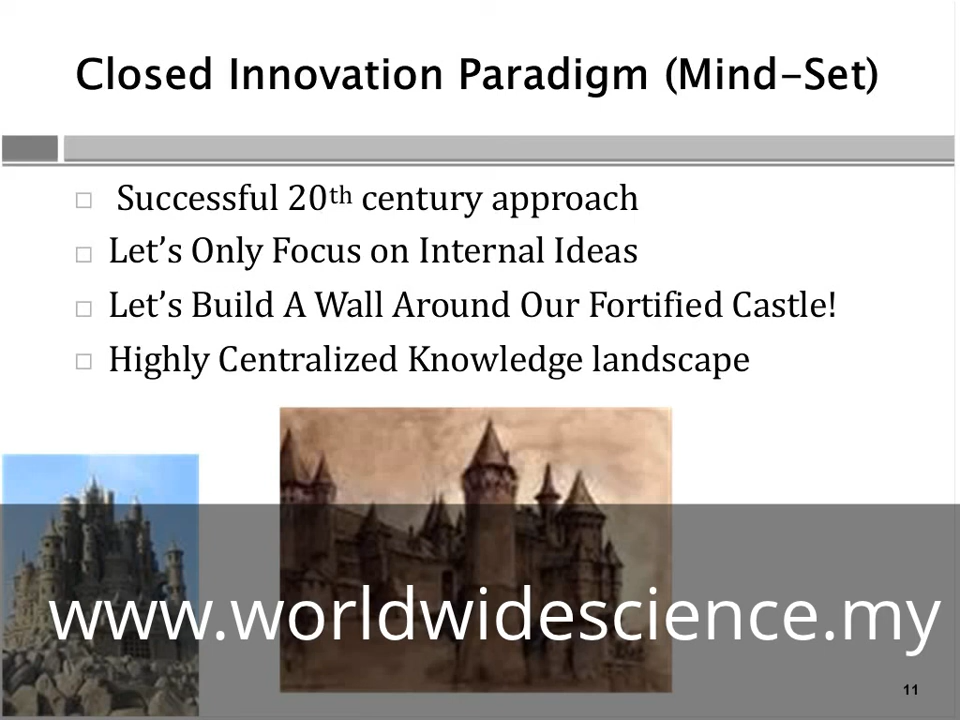 Closed Innovation Paradigm (Mind-Set)
Successful 20th century approach
Let’s Only Focus on Internal Ideas
Let’s Build A Wall Around Our Fortified Castle!
Highly Centralized Knowledge landscape
www.worldwidescience.my
11